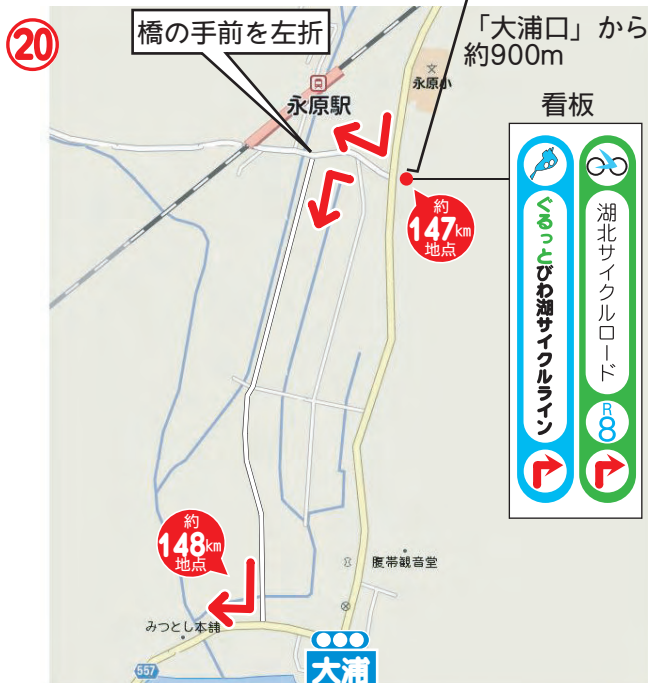 ⑳
橋の手前を左折
「大浦口」から
約900m
永原小
永原駅
看板
約
147km
地点
ぐるっとびわ湖サイクルライン
湖北サイクルロード
R
8
約
148km
地点
腹帯観音堂
みつとし本舗
557
大浦